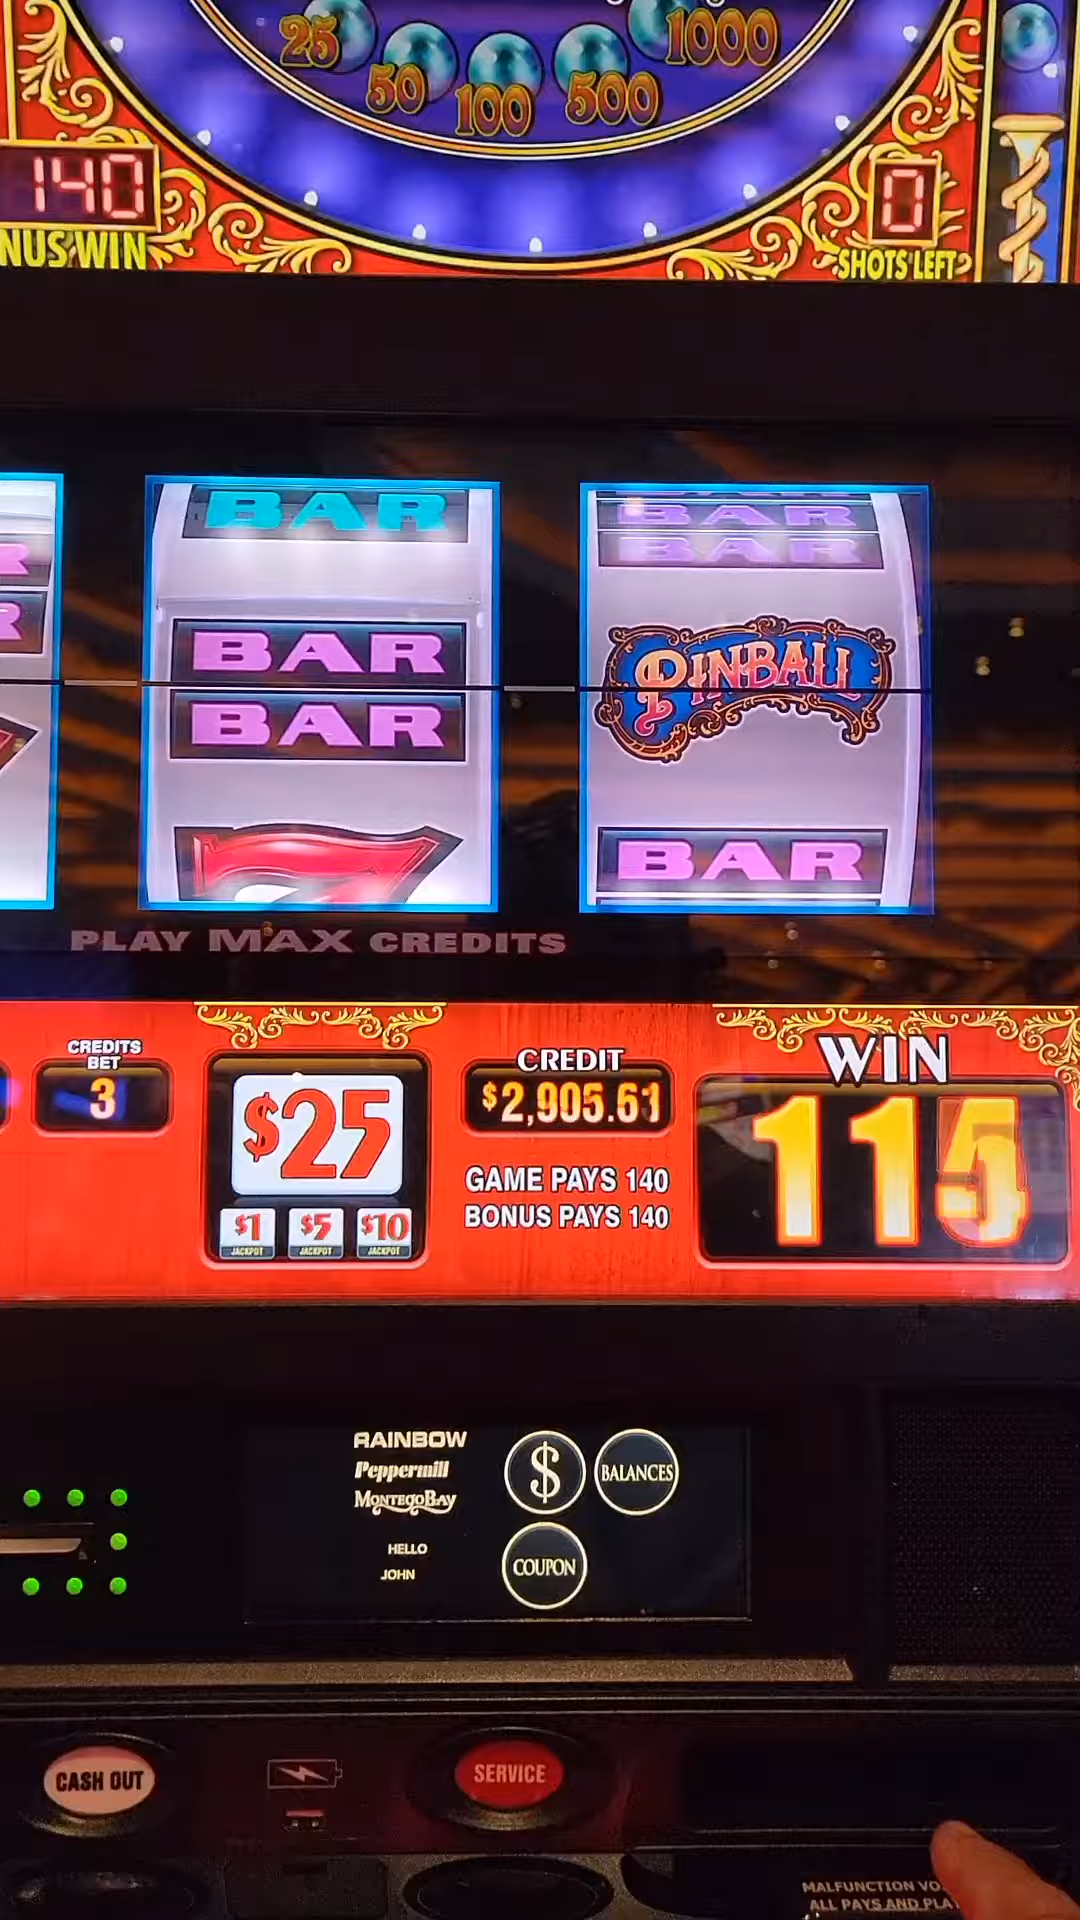 25
50
100
500
1000
140
NUS WIN
0
SHOTS LEFT
BAR
BAR
BAR
BAR
BAR
PINBALL
BAR
PLAY MAX CREDITS
CREDITS
BET
3
$25
$1
JACKPOT
$5
JACKPOT
$10
JACKPOT
CREDIT
$2,905.61
GAME PAYS 140
BONUS PAYS 140
WIN
RAINBOW
Peppermill
MONTEGO BAY
HELLO
JOHN
$
BALANCES
COUPON
CASH OUT
SERVICE
MALFUNCTION VO
ALL PAYS AND PLA